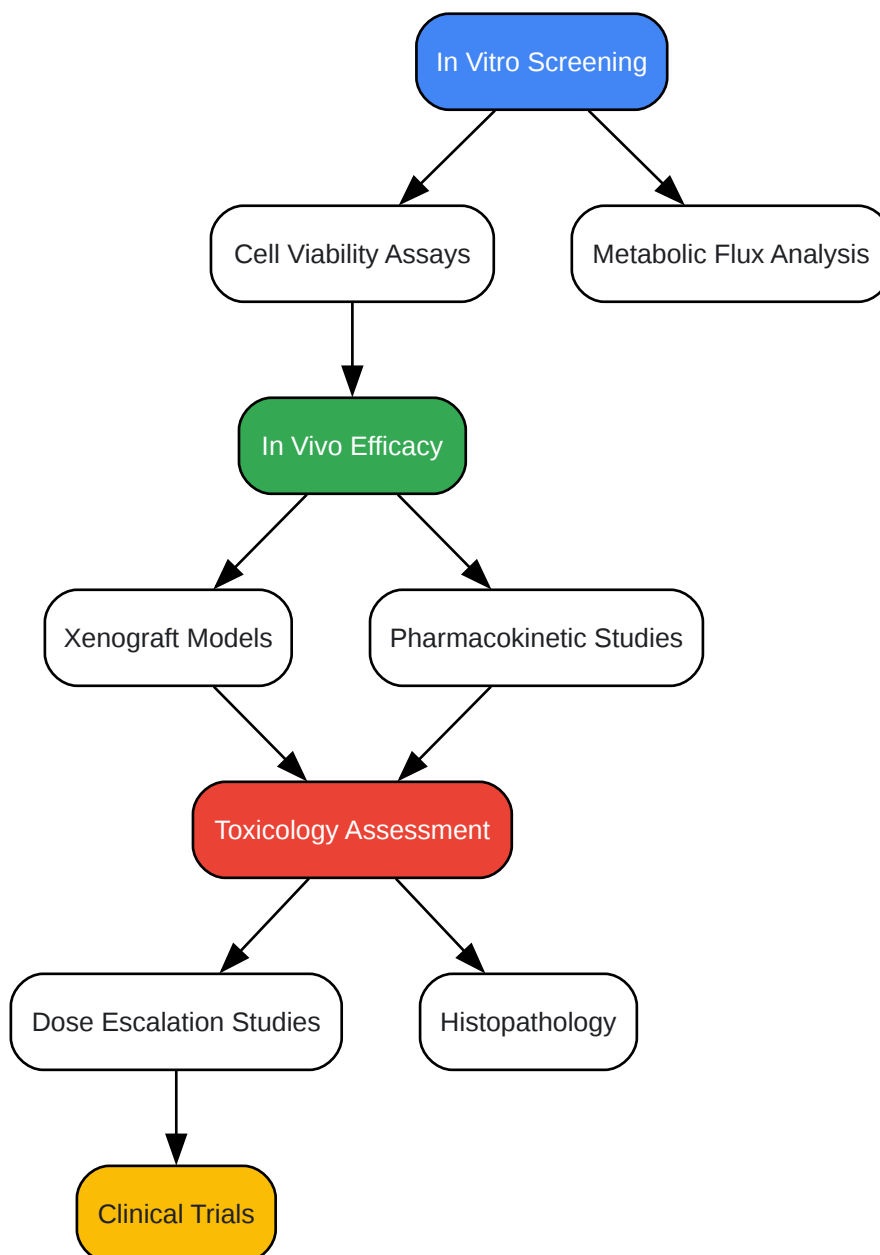 In Vitro Screening
Cell Viability Assays
Metabolic Flux Analysis
In Vivo Efficacy
Xenograft Models
Pharmacokinetic Studies
Toxicology Assessment
Dose Escalation Studies
Histopathology
Clinical Trials